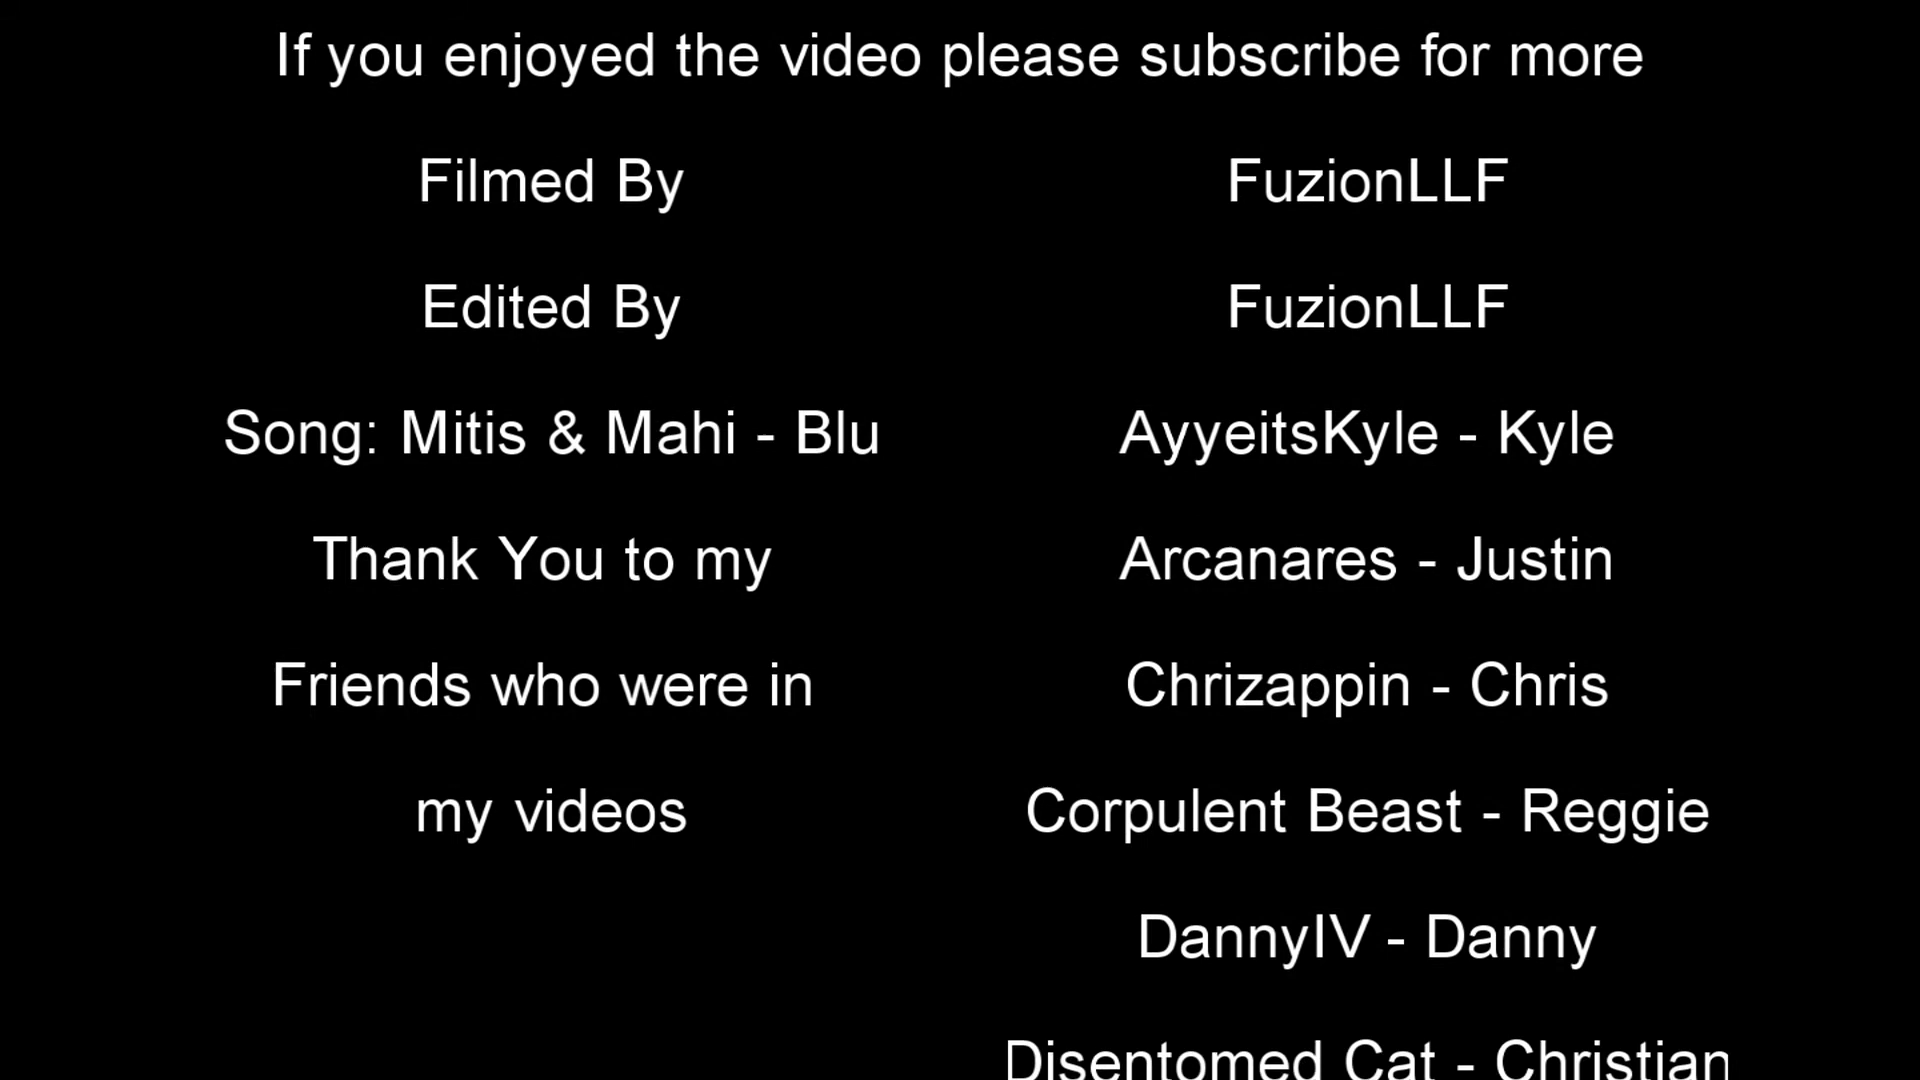 If you enjoyed the video please subscribe for more
Filmed By FuzionLLF
Edited By FuzionLLF
Song: Mitis & Mahi - Blu AyyeitsKyle - Kyle
Thank You to my Arcanares - Justin
Friends who were in Chrizappin - Chris
my videos Corpulent Beast - Reggie
DannyIV - Danny
Disentomed Cat - Christian